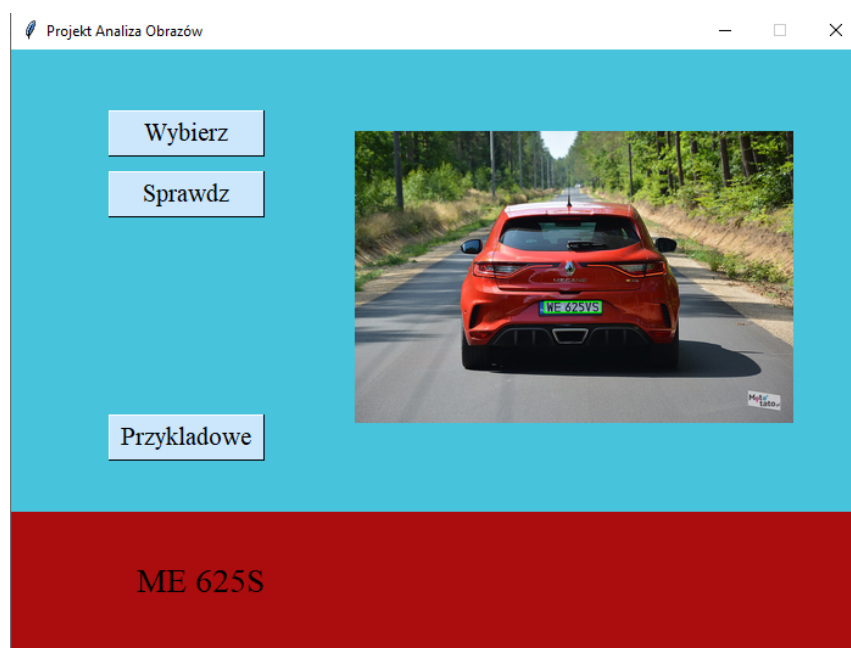 Projekt Analiza Obrazów
Wybierz
Sprawdz
WE 625VS
Przykladowe
ME 625S